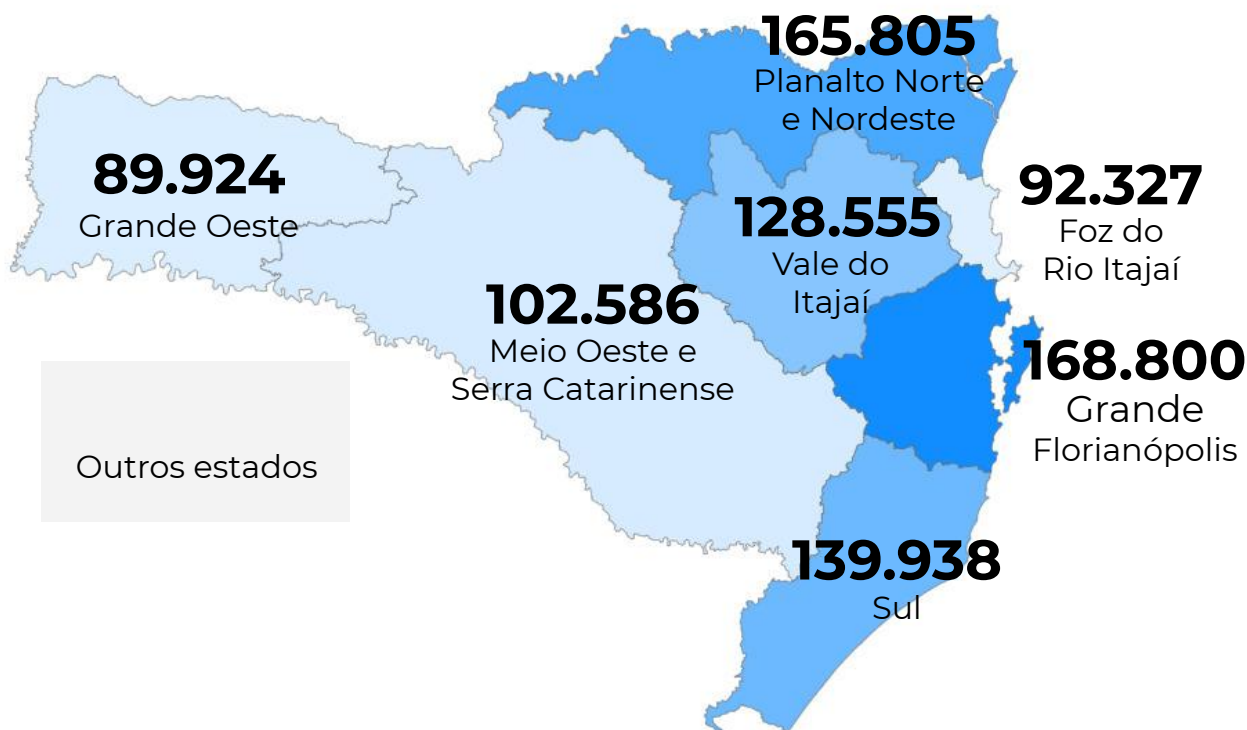 165.805
Planalto Norte
e Nordeste
89.924
Grande Oeste
92.327
Foz do
Rio Itajaí
128.555
Vale do
Itajaí
102.586
Meio Oeste e
Serra Catarinense
168.800
Grande
Florianópolis
Outros estados
139.938
Sul